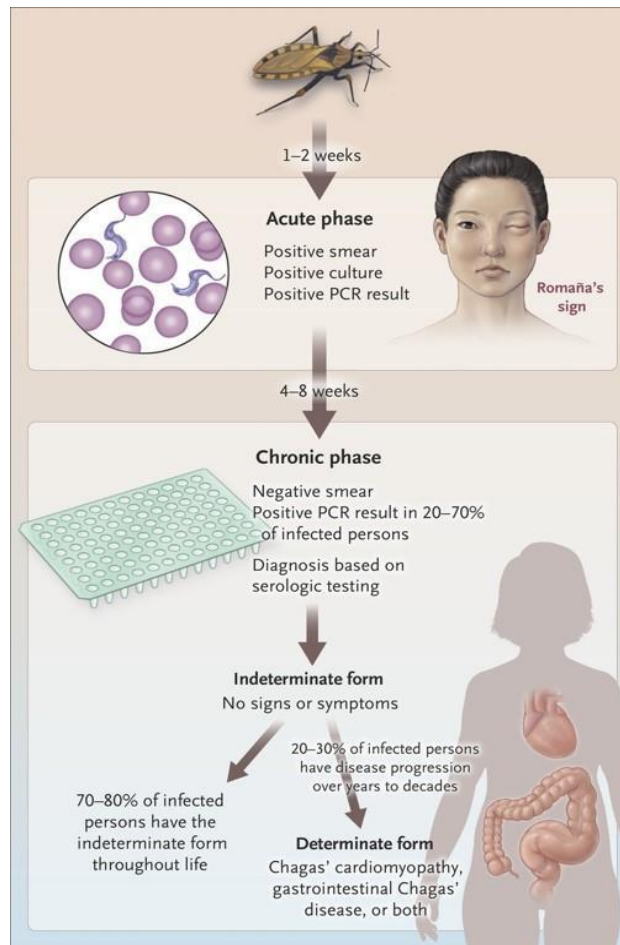 1–2 weeks
Acute phase
Positive smear
Positive culture
Positive PCR result
Romaña's
sign
4–8 weeks
Chronic phase
Negative smear
Positive PCR result in 20–70%
of infected persons
Diagnosis based on
serologic testing
Indeterminate form
No signs or symptoms
20–30% of infected persons
have disease progression
over years to decades
70–80% of infected
persons have the
indeterminate form
throughout life
Determinate form
Chagas' cardiomyopathy,
gastrointestinal Chagas'
disease, or both